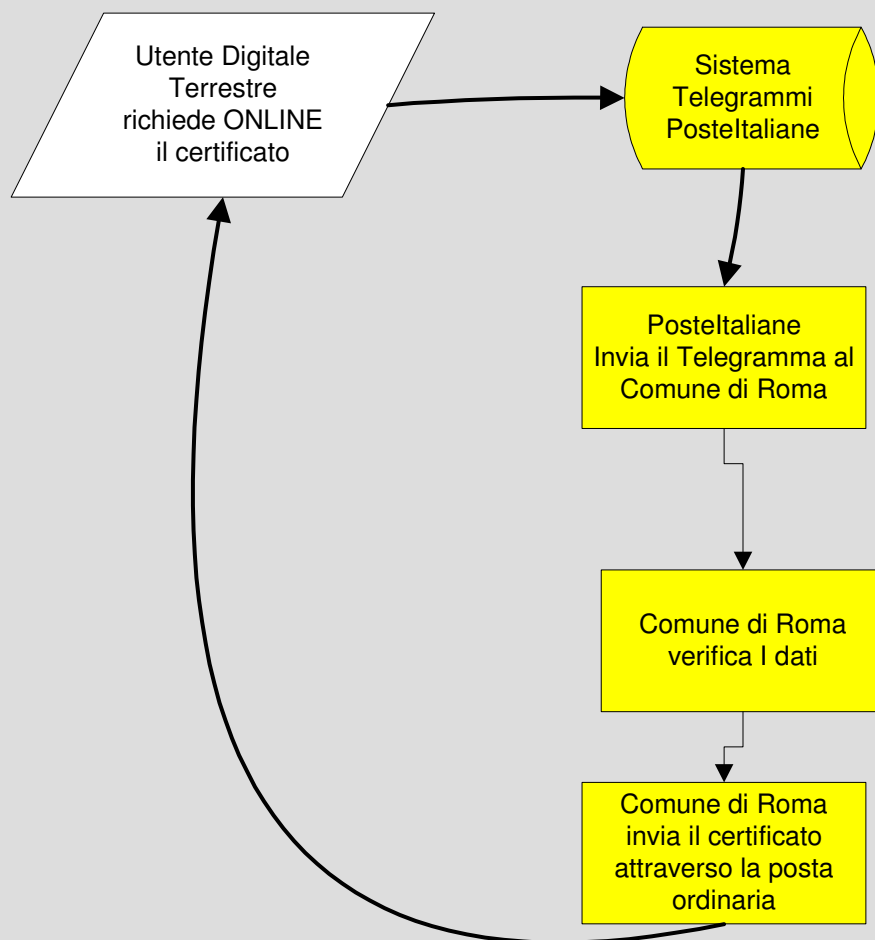 Utente Digitale
Terrestre
richiede ONLINE
il certificato
Sistema
Telegrammi
PosteItaliane
PosteItaliane
Invia il Telegramma al
Comune di Roma
Comune di Roma
verifica I dati
Comune di Roma
invia il certificato
attraverso la posta
ordinaria